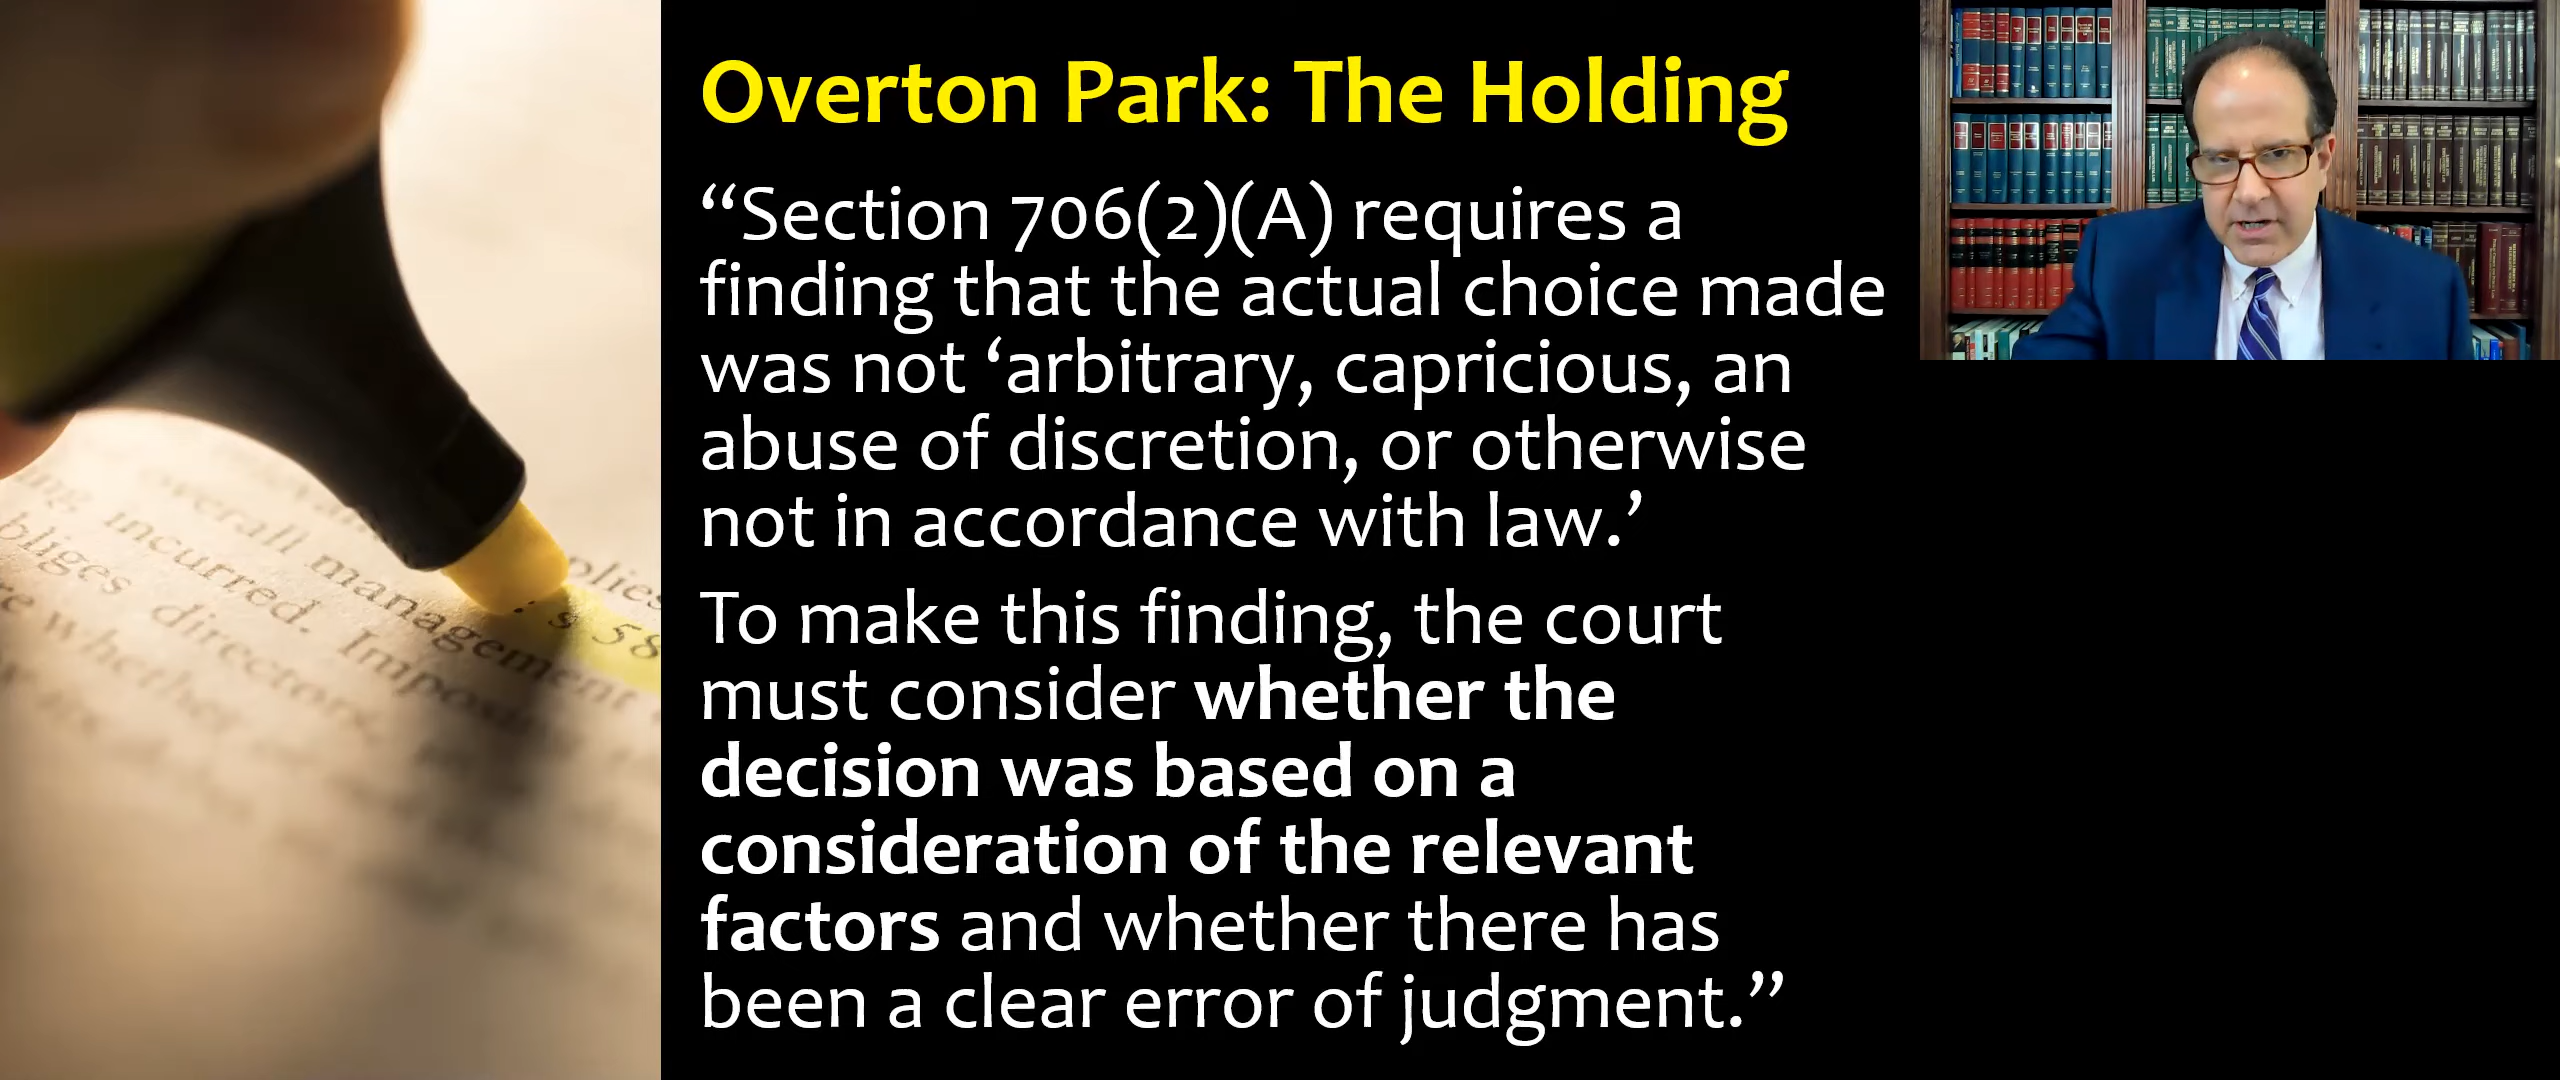 Overton Park: The Holding
“Section 706(2)(A) requires a
finding that the actual choice made
was not ‘arbitrary, capricious, an
abuse of discretion, or otherwise
not in accordance with law.’
To make this finding, the court
must consider whether the
decision was based on a
consideration of the relevant
factors and whether there has
been a clear error of judgment.”
overall management
incurred. Impos
bliges directors
whether
58